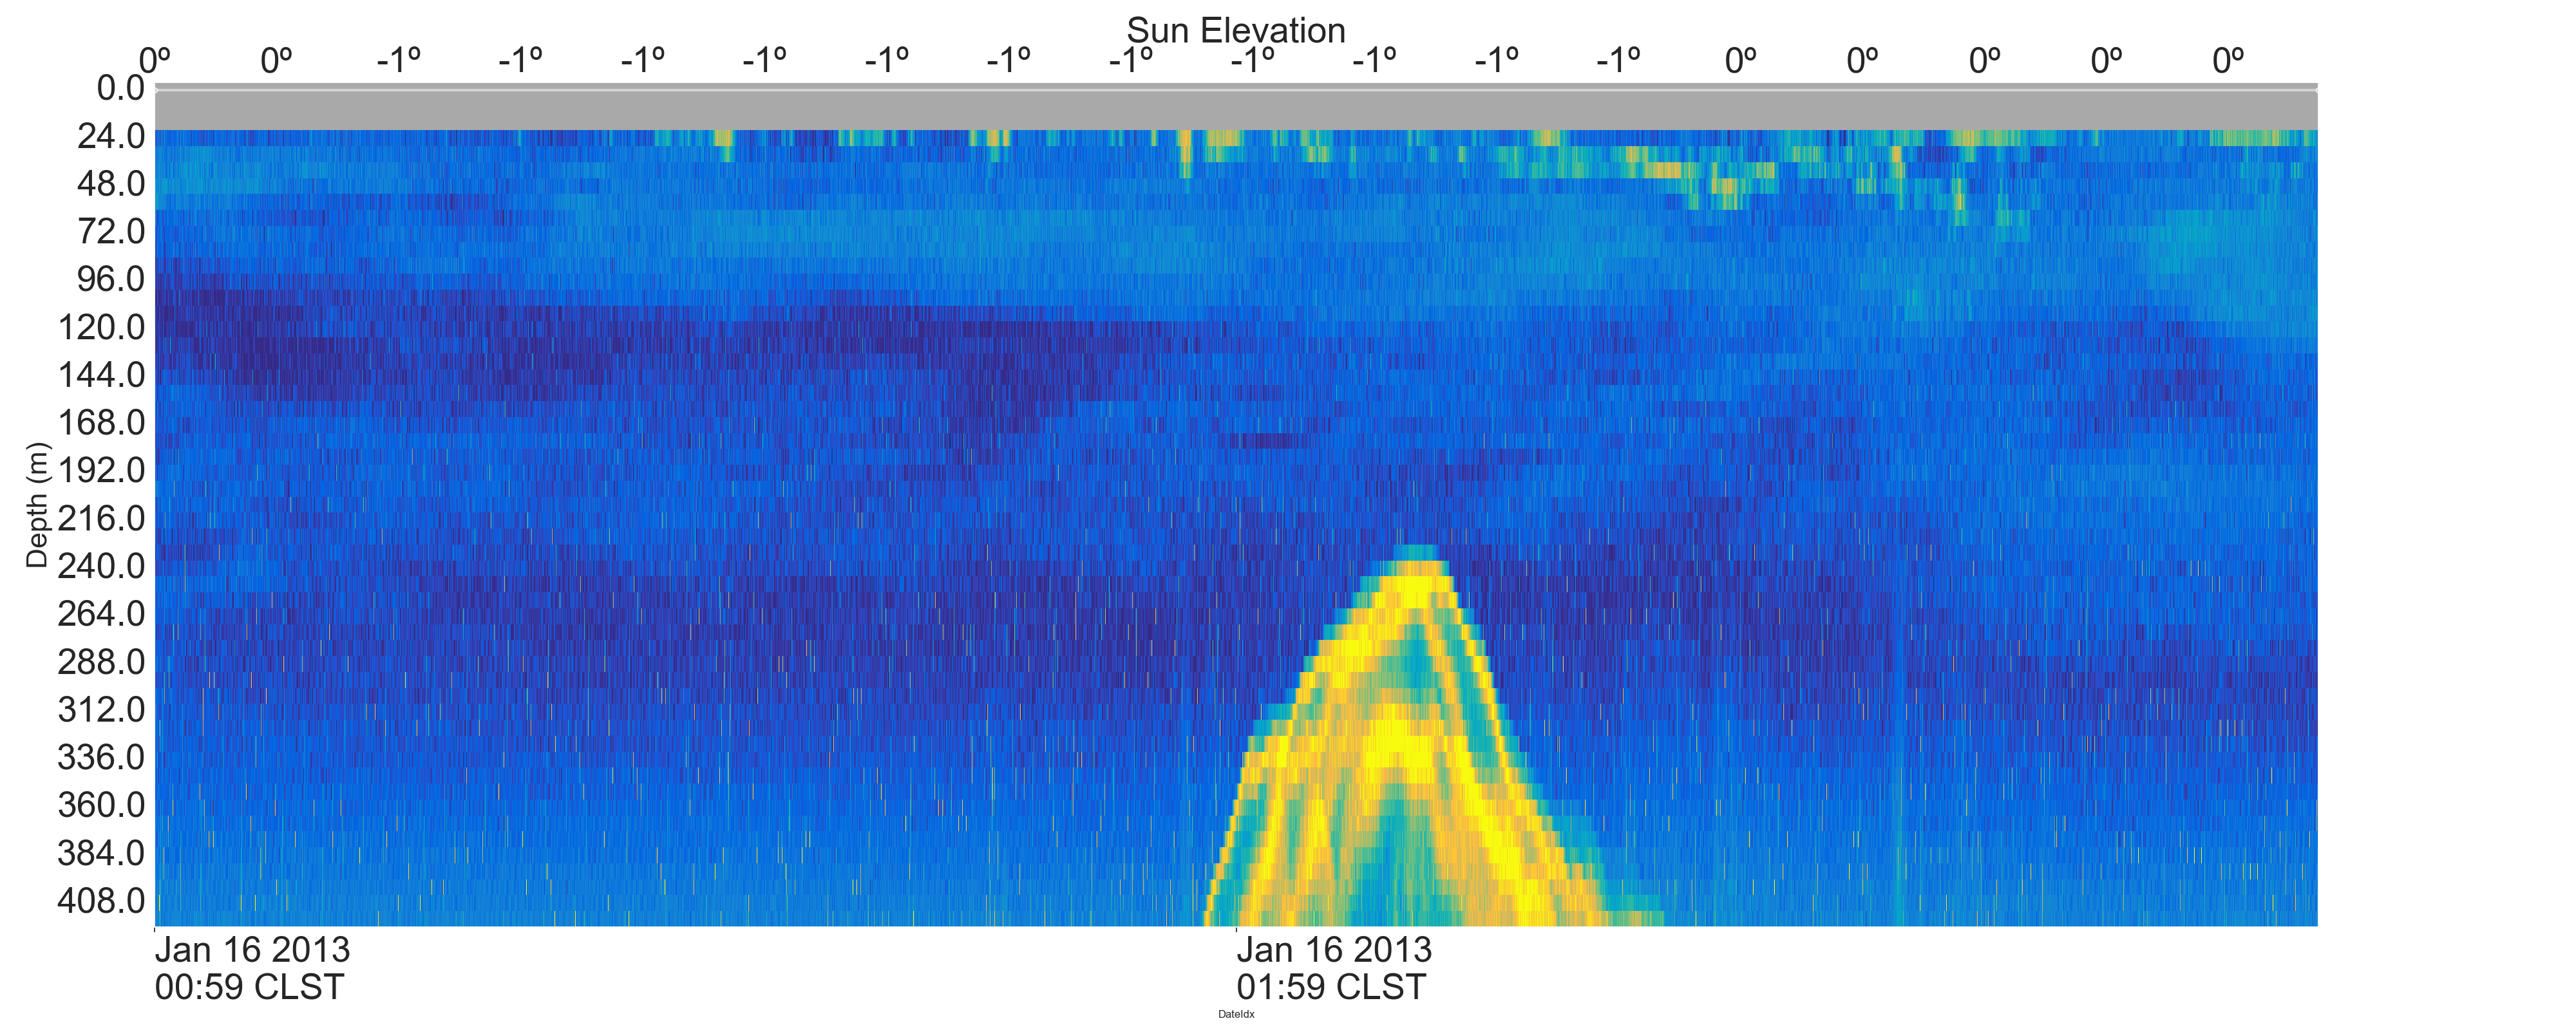 Sun Elevation
0º 0º -1º -1º -1º -1º -1º -1º -1º -1º -1º -1º -1º 0º 0º 0º 0º 0º
0.0
24.0
48.0
72.0
96.0
120.0
144.0
168.0
192.0
216.0
240.0
264.0
288.0
312.0
336.0
360.0
384.0
408.0
Depth (m)
Jan 16 2013
00:59 CLST
Jan 16 2013
01:59 CLST
DateIdx